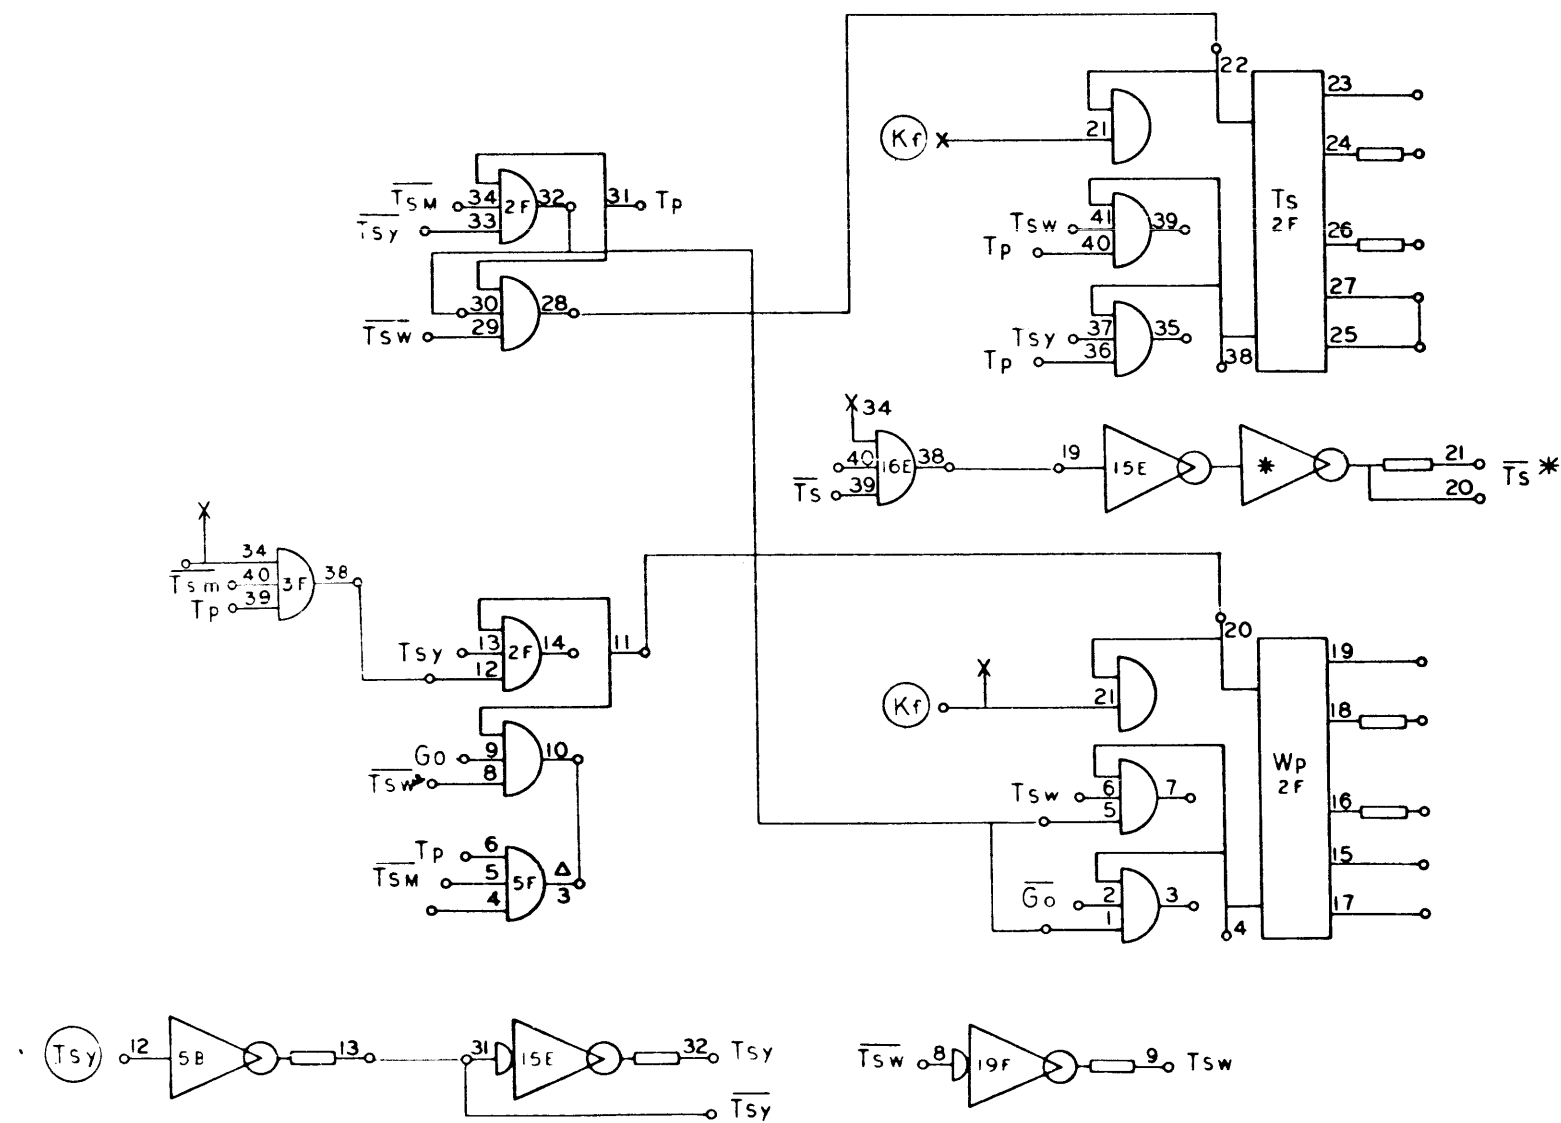 22
23
Kf
21
24
Ts
2F
26
27
25
TSM
34
2F
32
31
Tp
TSy
33
TSW
41
39
Tp
40
30
28
TSW
29
TSy
37
35
Tp
36
38
34
40
16E
38
19
15E
*
21
Ts *
TS
39
20
34
Tsm
40
3F
38
Tp
39
TSy
13
2F
14
11
12
20
19
Kf
21
18
Wp
2F
Go
9
10
TSW*
8
TSW
6
7
16
5
15
Tp
6
TSM
5
5F
Δ
3
4
Go
2
3
17
1
4
TSy
12
5B
13
31
15E
32
TSy
TSy
TSW
8
19F
9
TSW